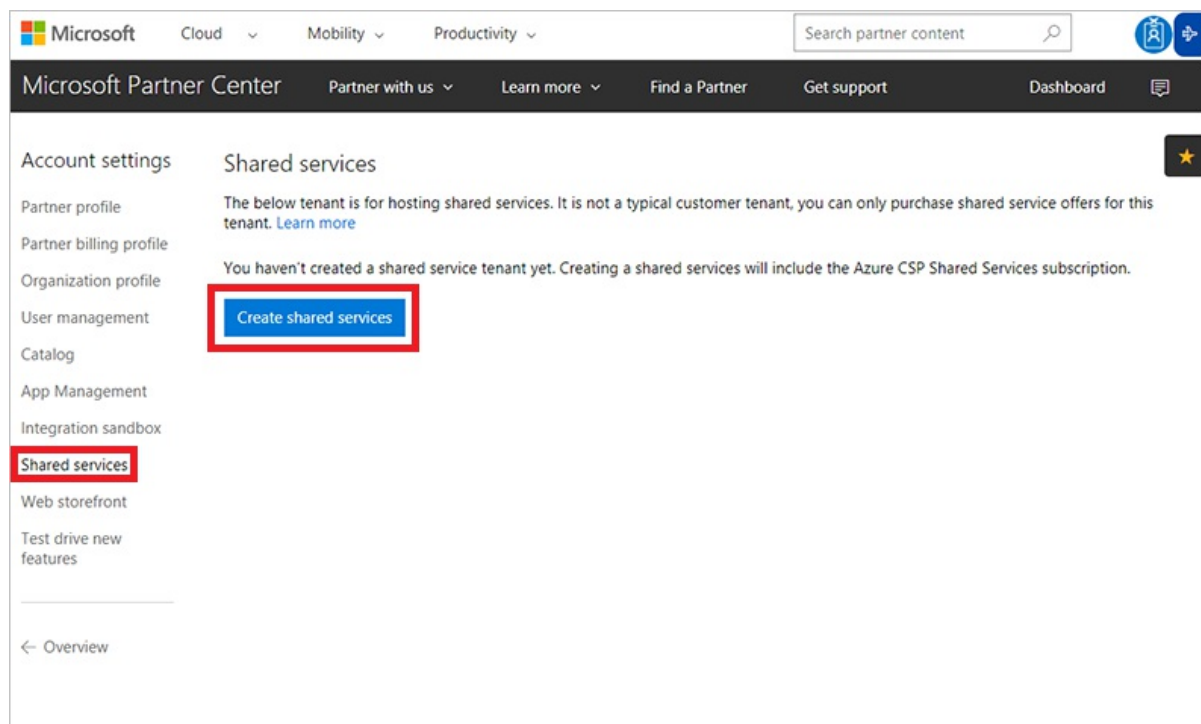 Microsoft Cloud Mobility Productivity Search partner content
Microsoft Partner Center Partner with us Learn more Find a Partner Get support Dashboard
Account settings
Partner profile
Partner billing profile
Organization profile
User management
Catalog
App Management
Integration sandbox
Shared services
Web storefront
Test drive new
features
← Overview
Shared services
The below tenant is for hosting shared services. It is not a typical customer tenant, you can only purchase shared service offers for this
tenant. Learn more
You haven't created a shared service tenant yet. Creating a shared services will include the Azure CSP Shared Services subscription.
Create shared services